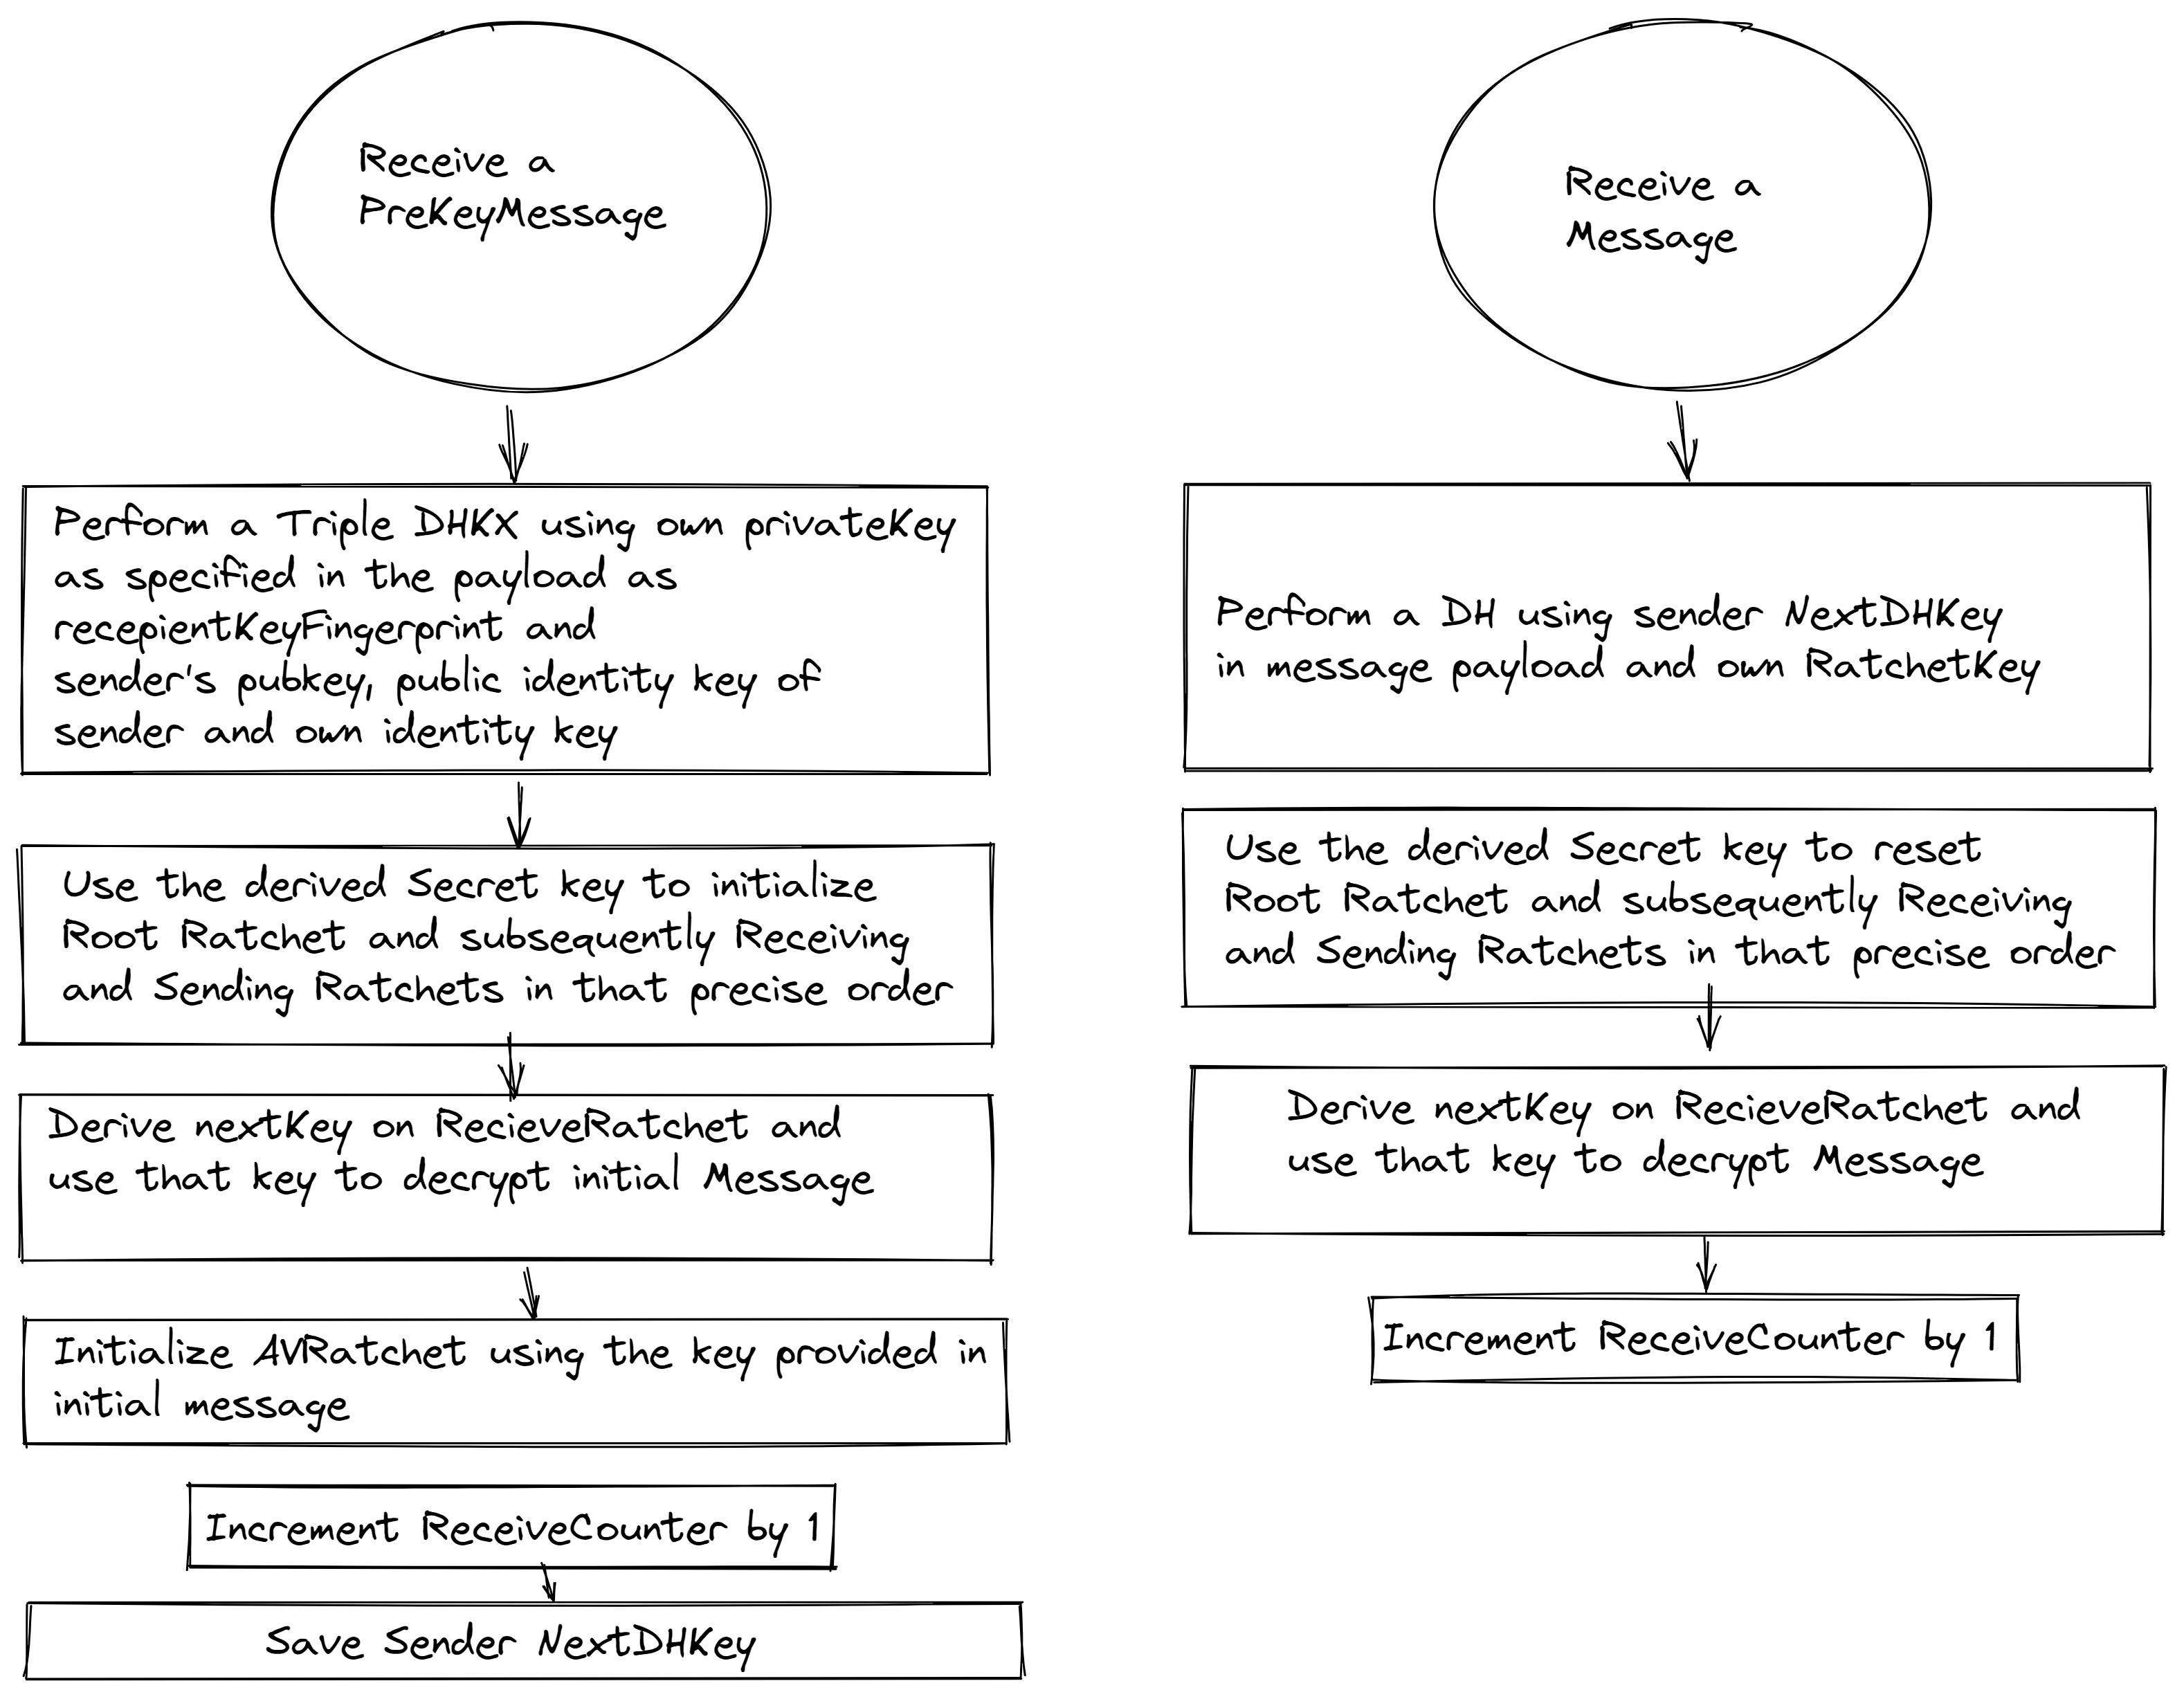 Receive a
PreKeyMessage
Perform a Triple DHKX using own privateKey
as specified in the payload as
recepientKeyFingerprint and
sender's pubkey, public identity key of
sender and own identity key
Use the derived Secret key to initialize
Root Ratchet and subsequently Receiving
and Sending Ratchets in that precise order
Derive nextKey on RecieveRatchet and
use that key to decrypt initial Message
Initialize AVRatchet using the key provided in
initial message
Increment ReceiveCounter by 1
Save Sender NextDHKey
Receive a
Message
Perform a DH using sender NextDHKey
in message payload and own RatchetKey
Use the derived Secret key to reset
Root Ratchet and subsequently Receiving
and Sending Ratchets in that precise order
Derive nextKey on RecieveRatchet and
use that key to decrypt Message
Increment ReceiveCounter by 1